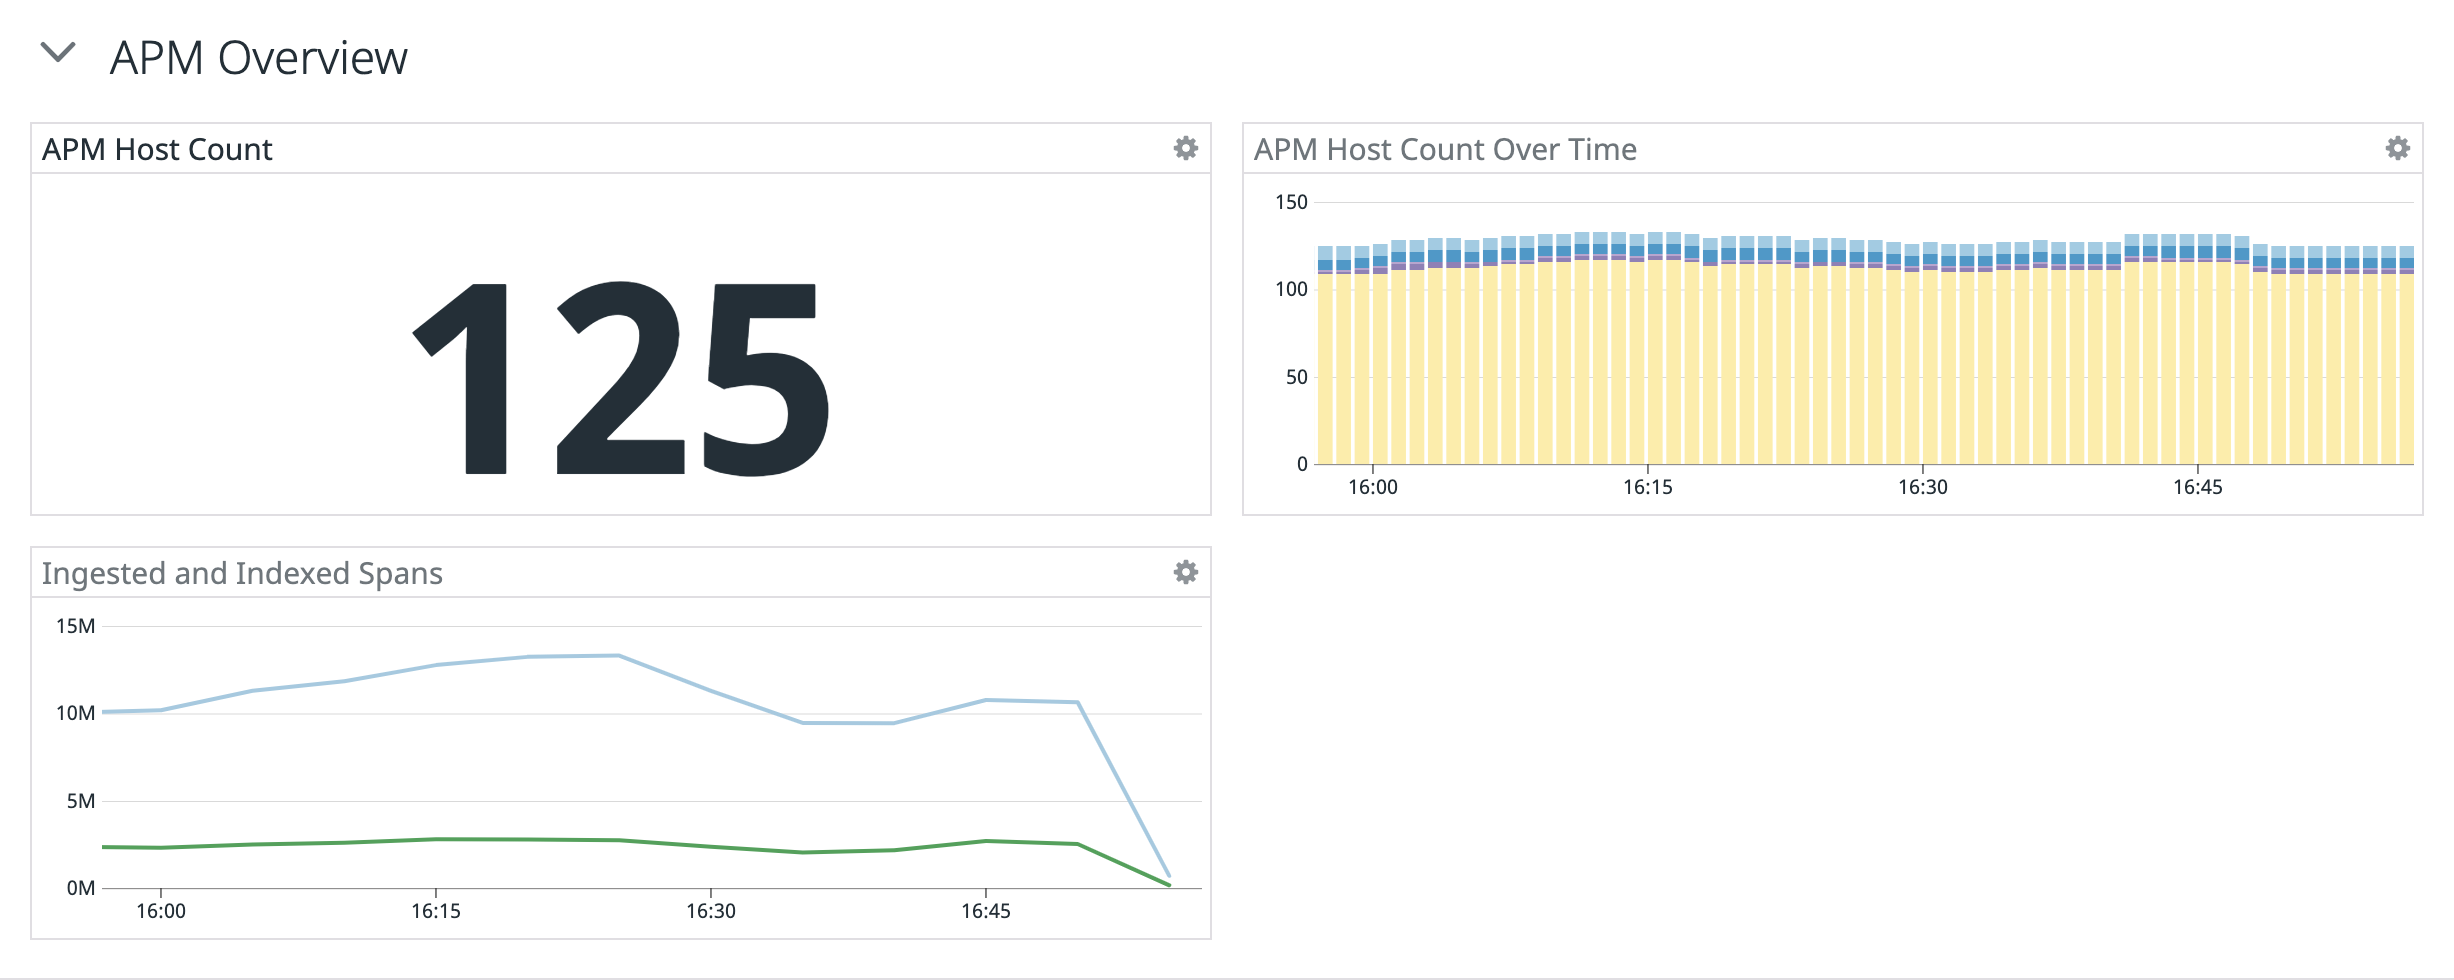 APM Overview
APM Host Count
125
APM Host Count Over Time
150
100
50
0
16:00 16:15 16:30 16:45
Ingested and Indexed Spans
15M
10M
5M
0M
16:00 16:15 16:30 16:45